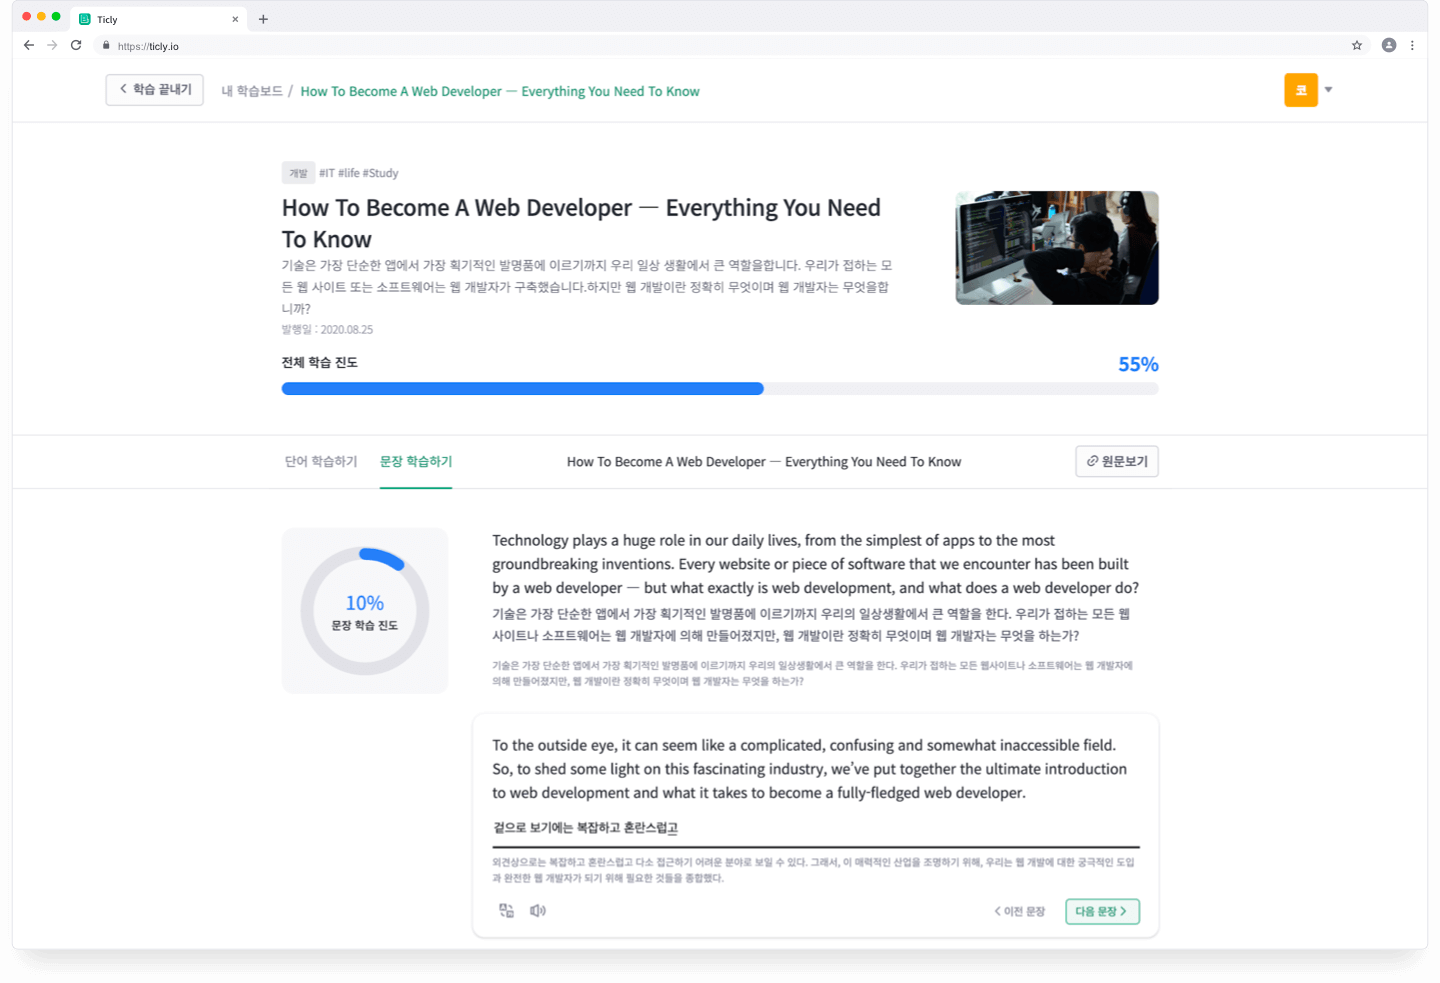 Ticly
https://ticly.io
학습 끝내기
내 학습보드 / How To Become A Web Developer — Everything You Need To Know
코
개발 #IT #life #Study
How To Become A Web Developer — Everything You Need
To Know
기술은 가장 단순한 앱에서 가장 획기적인 발명품에 이르기까지 우리 일상 생활에서 큰 역할을합니다. 우리가 접하는 모
든 웹 사이트 또는 소프트웨어는 웹 개발자가 구축했습니다.하지만 웹 개발이란 정확히 무엇이며 웹 개발자는 무엇을합
니까?
발행일 : 2020.08.25
전체 학습 진도
55%
단어 학습하기
문장 학습하기
How To Become A Web Developer — Everything You Need To Know
원문보기
10%
문장 학습 진도
Technology plays a huge role in our daily lives, from the simplest of apps to the most
groundbreaking inventions. Every website or piece of software that we encounter has been built
by a web developer — but what exactly is web development, and what does a web developer do?
기술은 가장 단순한 앱에서 가장 획기적인 발명품에 이르기까지 우리의 일상생활에서 큰 역할을 한다. 우리가 접하는 모든 웹
사이트나 소프트웨어는 웹 개발자에 의해 만들어졌지만, 웹 개발이란 정확히 무엇이며 웹 개발자는 무엇을 하는가?
기술은 가장 단순한 앱에서 가장 획기적인 발명품에 이르기까지 우리의 일상생활에서 큰 역할을 한다. 우리가 접하는 모든 웹사이트나 소프트웨어는 웹 개발자에
의해 만들어졌지만, 웹 개발이란 정확히 무엇이며 웹 개발자는 무엇을 하는가?
To the outside eye, it can seem like a complicated, confusing and somewhat inaccessible field.
So, to shed some light on this fascinating industry, we’ve put together the ultimate introduction
to web development and what it takes to become a fully-fledged web developer.
겉으로 보기에는 복잡하고 혼란스럽고
외견상으로는 복잡하고 혼란스럽고 다소 접근하기 어려운 분야로 보일 수 있다. 그래서, 이 매력적인 산업을 조명하기 위해, 우리는 웹 개발에 대한 궁극적인 도입
과 완전한 웹 개발자가 되기 위해 필요한 것들을 종합했다.
이전 문장
다음 문장